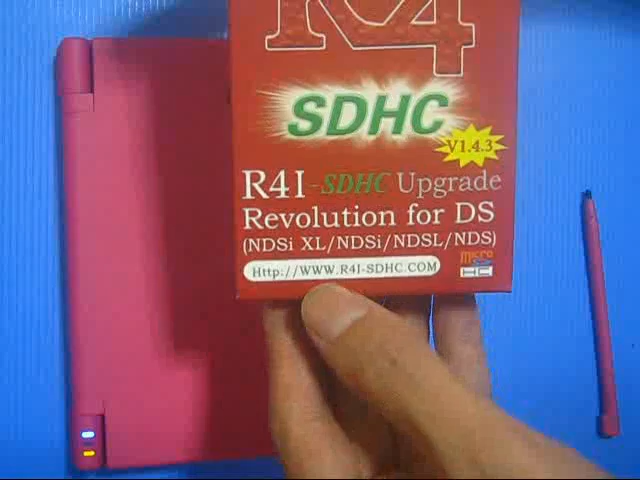 R4
SDHC
V1.4.3
R4I-SDHC Upgrade
Revolution for DS
(NDSi XL/NDSi/NDSL/NDS)
Http://WWW.R4I-SDHC.COM
micro
HC